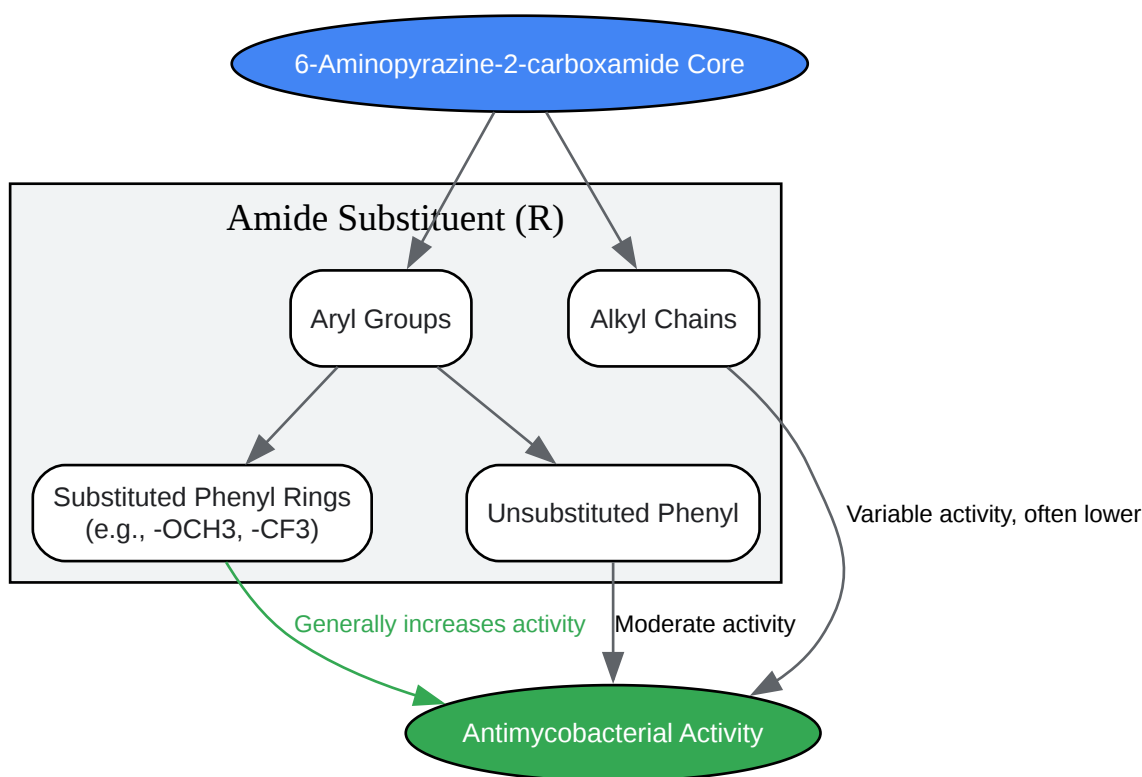 6-Aminopyrazine-2-carboxamide Core
Amide Substituent (R)
Aryl Groups
Alkyl Chains
Substituted Phenyl Rings
(e.g., -OCH3, -CF3)
Unsubstituted Phenyl
Variable activity, often lower
Generally increases activity
Moderate activity
Antimycobacterial Activity